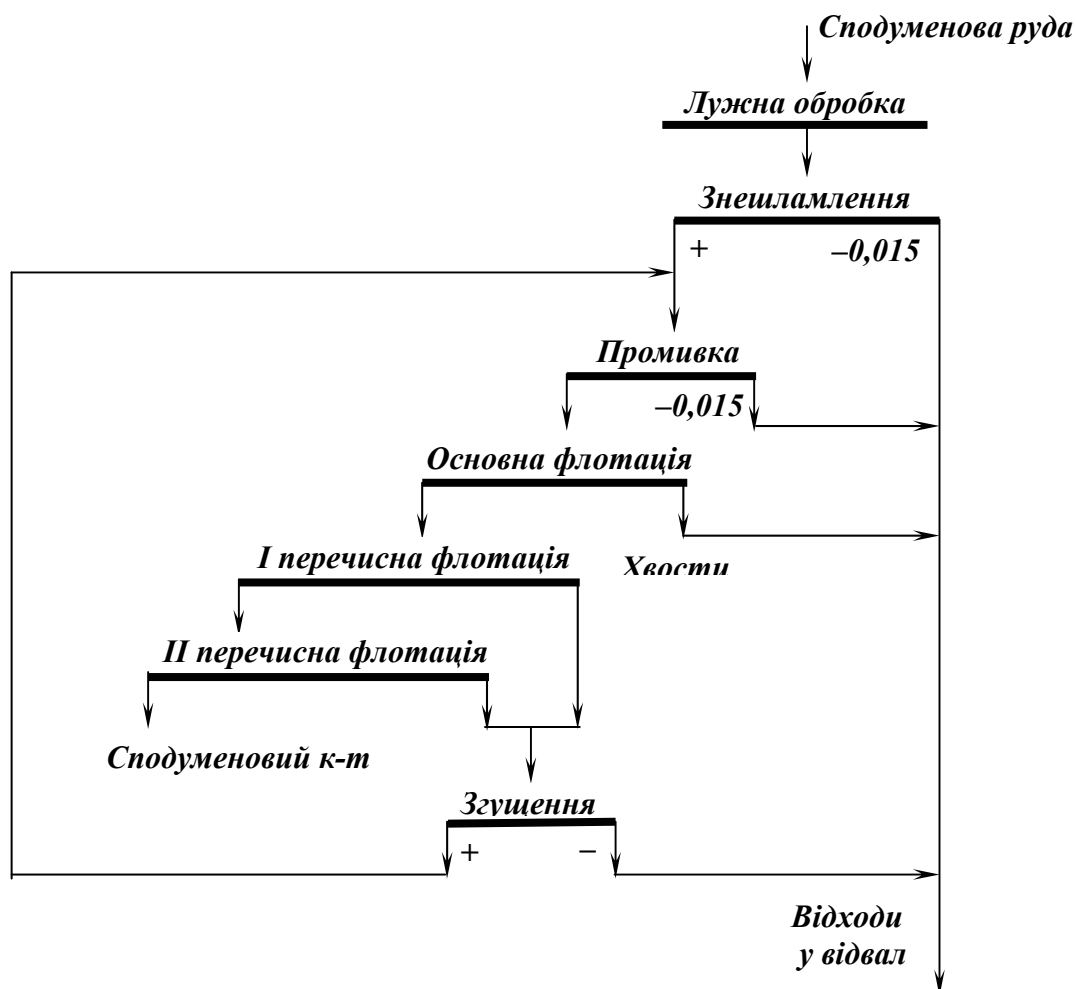 Сподуменова руда
Лужна обробка
Знешламлення
+ –0,015
Промивка
–0,015
Основна флотація
І перечисна флотація
Хвости
ІІ перечисна флотація
Сподуменовий к-т
Згущення
+ –
Відходи
у відвал